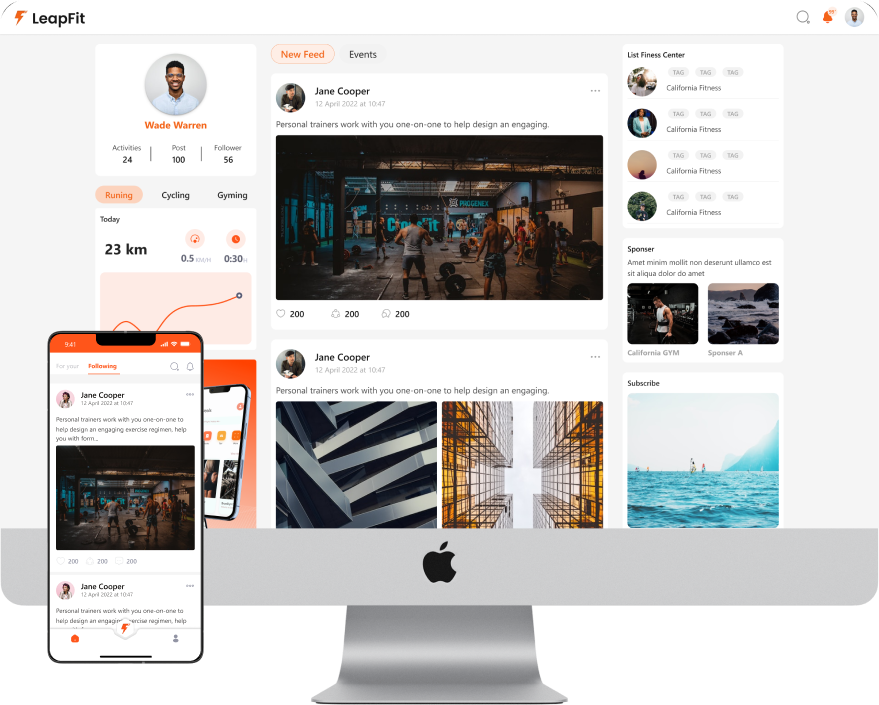 LeapFit
99+
New Feed
Events
Wade Warren
Activities
Post
Follower
24
100
56
Runing
Cycling
Gyming
Today
23 km
0.5 KM/H
0:30
Jane Cooper
12 April 2022 at 10:47
Personal trainers work with you one-on-one to help design an engaging.
PAGGENEX
CrossFit
200
200
200
Jane Cooper
12 April 2022 at 10:47
Personal trainers work with you one-on-one to help design an engaging.
List Finess Center
TAG TAG TAG
California Fitness
TAG TAG TAG
California Fitness
TAG TAG TAG
California Fitness
TAG TAG TAG
California Fitness
Sponser
Amet minim mollit non deserunt ullamco est
sit aliqua dolor do amet
California GYM
Sponser A
Subscribe
9:41
For your
Following
Jane Cooper
12 April 2022 at 10:47
Personal trainers work with you one-on-one to
help design an engaging exercise regimen, help
you with form...
200
200
200
Jane Cooper
12 April 2022 at 10:47
Personal trainers work with you one-on-one to
help design an engaging exercise regimen, help